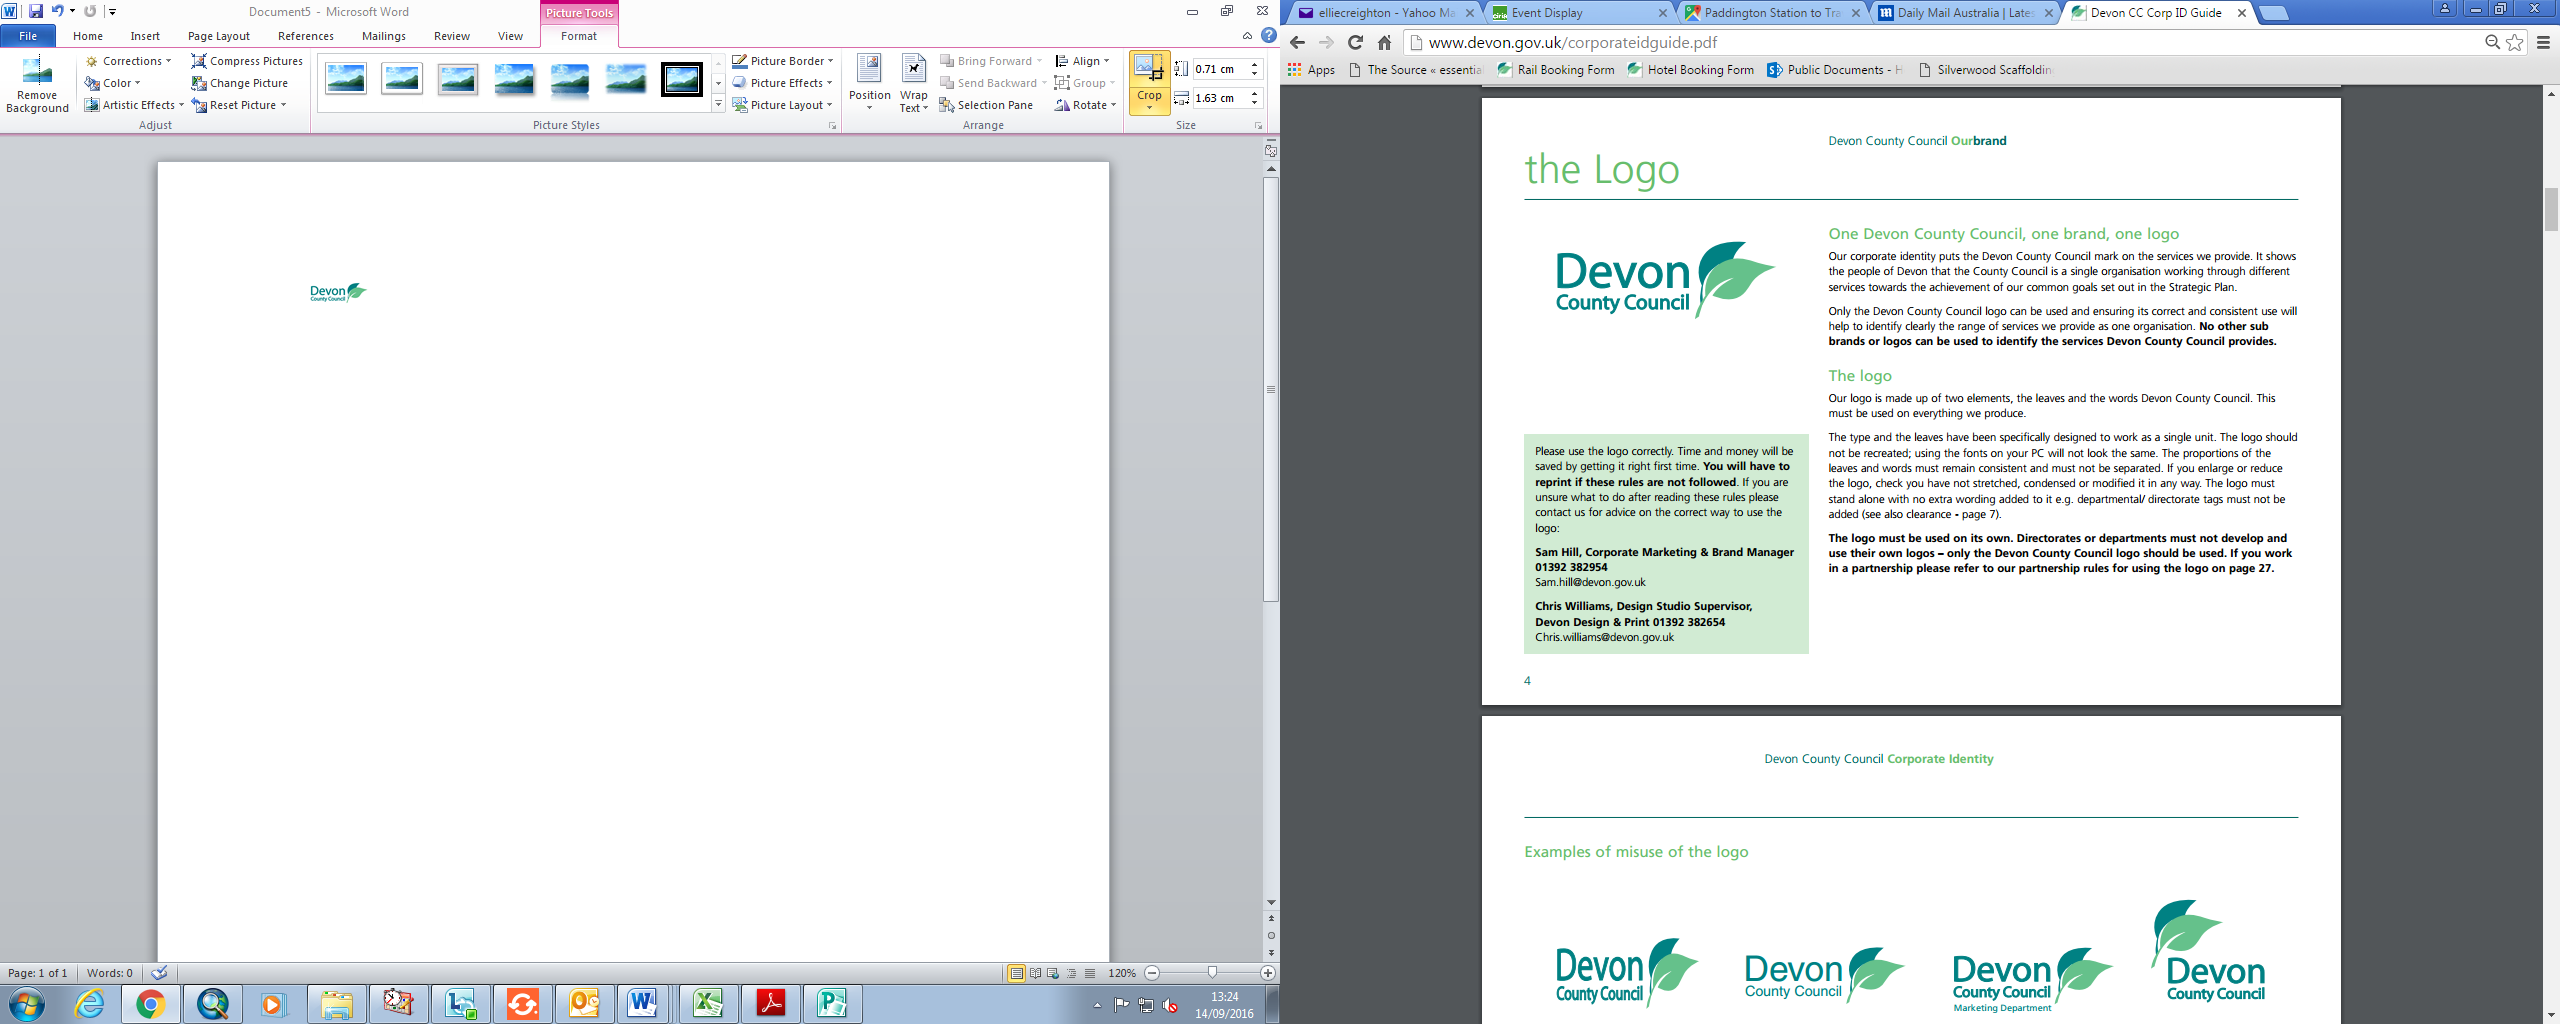 Document5 - Microsoft Word
Picture Tools
File Home Insert Page Layout References Mailings Review View Format
Remove Background
Corrections
Color
Artistic Effects
Compress Pictures
Change Picture
Reset Picture
Adjust
Picture Styles
Picture Border
Picture Effects
Picture Layout
Position
Wrap Text
Bring Forward
Send Backward
Selection Pane
Align
Group
Rotate
Arrange
Crop
0.71 cm
1.63 cm
Size
Devon
County Council
Page: 1 of 1 Words: 0
120%
13:24
14/09/2016
elliecreighton - Yahoo Ma
Event Display
Paddington Station to Tra
Daily Mail Australia | Lates
Devon CC Corp ID Guide
www.devon.gov.uk/corporateidguide.pdf
Apps
The Source « essentia
Rail Booking Form
Hotel Booking Form
Public Documents - H
Silverwood Scaffoldin
Devon County Council Ourbrand
the Logo
Devon
County Council
One Devon County Council, one brand, one logo
Our corporate identity puts the Devon County Council mark on the services we provide. It shows
the people of Devon that the County Council is a single organisation working through different
services towards the achievement of our common goals set out in the Strategic Plan.
Only the Devon County Council logo can be used and ensuring its correct and consistent use will
help to identify clearly the range of services we provide as one organisation. No other sub
brands or logos can be used to identify the services Devon County Council provides.
The logo
Our logo is made up of two elements, the leaves and the words Devon County Council. This
must be used on everything we produce.
The type and the leaves have been specifically designed to work as a single unit. The logo should
not be recreated; using the fonts on your PC will not look the same. The proportions of the
leaves and words must remain consistent and must not be separated. If you enlarge or reduce
the logo, check you have not stretched, condensed or modified it in any way. The logo must
stand alone with no extra wording added to it e.g. departmental/ directorate tags must not be
added (see also clearance - page 7).
The logo must be used on its own. Directorates or departments must not develop and
use their own logos – only the Devon County Council logo should be used. If you work
in a partnership please refer to our partnership rules for using the logo on page 27.
Please use the logo correctly. Time and money will be
saved by getting it right first time. You will have to
reprint if these rules are not followed. If you are
unsure what to do after reading these rules please
contact us for advice on the correct way to use the
logo:
Sam Hill, Corporate Marketing & Brand Manager
01392 382954
Sam.hill@devon.gov.uk
Chris Williams, Design Studio Supervisor,
Devon Design & Print 01392 382654
Chris.williams@devon.gov.uk
4
Devon County Council Corporate Identity
Examples of misuse of the logo
Devon
County Council
Devon
County Council
Devon
County Council
Marketing Department
Devon
County Council